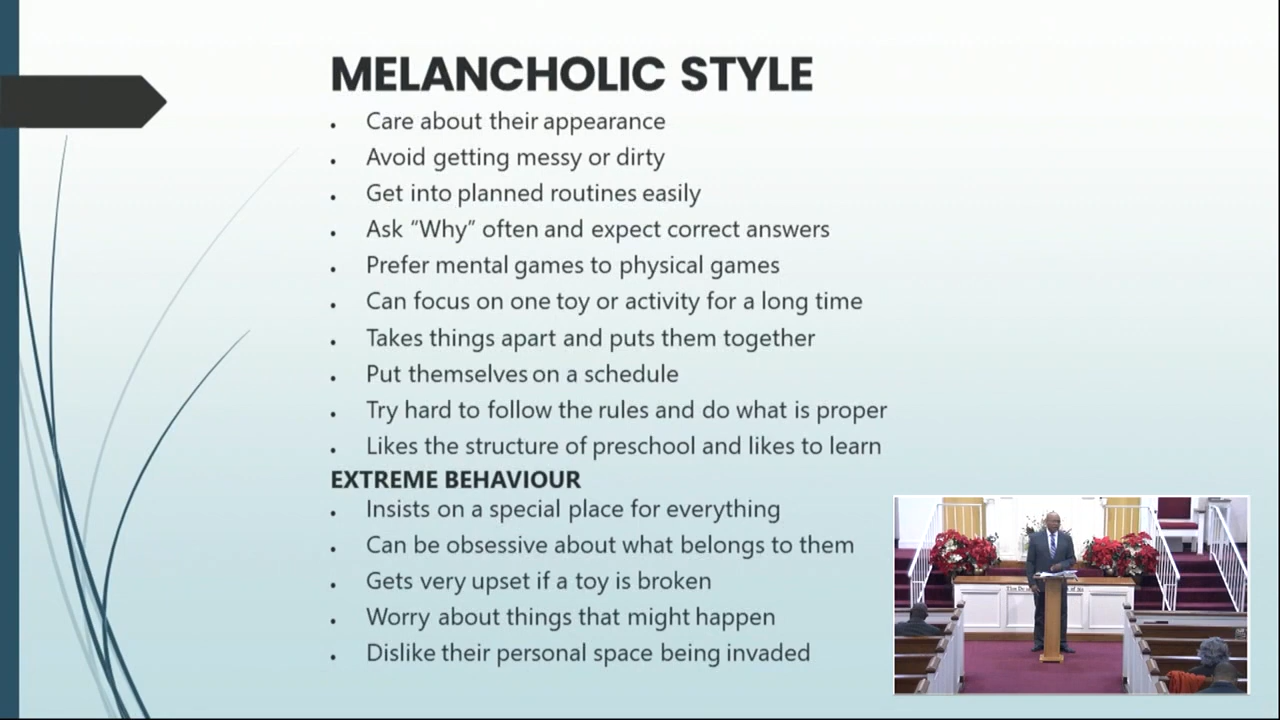 MELANCHOLIC STYLE
• Care about their appearance
• Avoid getting messy or dirty
• Get into planned routines easily
• Ask “Why” often and expect correct answers
• Prefer mental games to physical games
• Can focus on one toy or activity for a long time
• Takes things apart and puts them together
• Put themselves on a schedule
• Try hard to follow the rules and do what is proper
• Likes the structure of preschool and likes to learn
EXTREME BEHAVIOUR
• Insists on a special place for everything
• Can be obsessive about what belongs to them
• Gets very upset if a toy is broken
• Worry about things that might happen
• Dislike their personal space being invaded